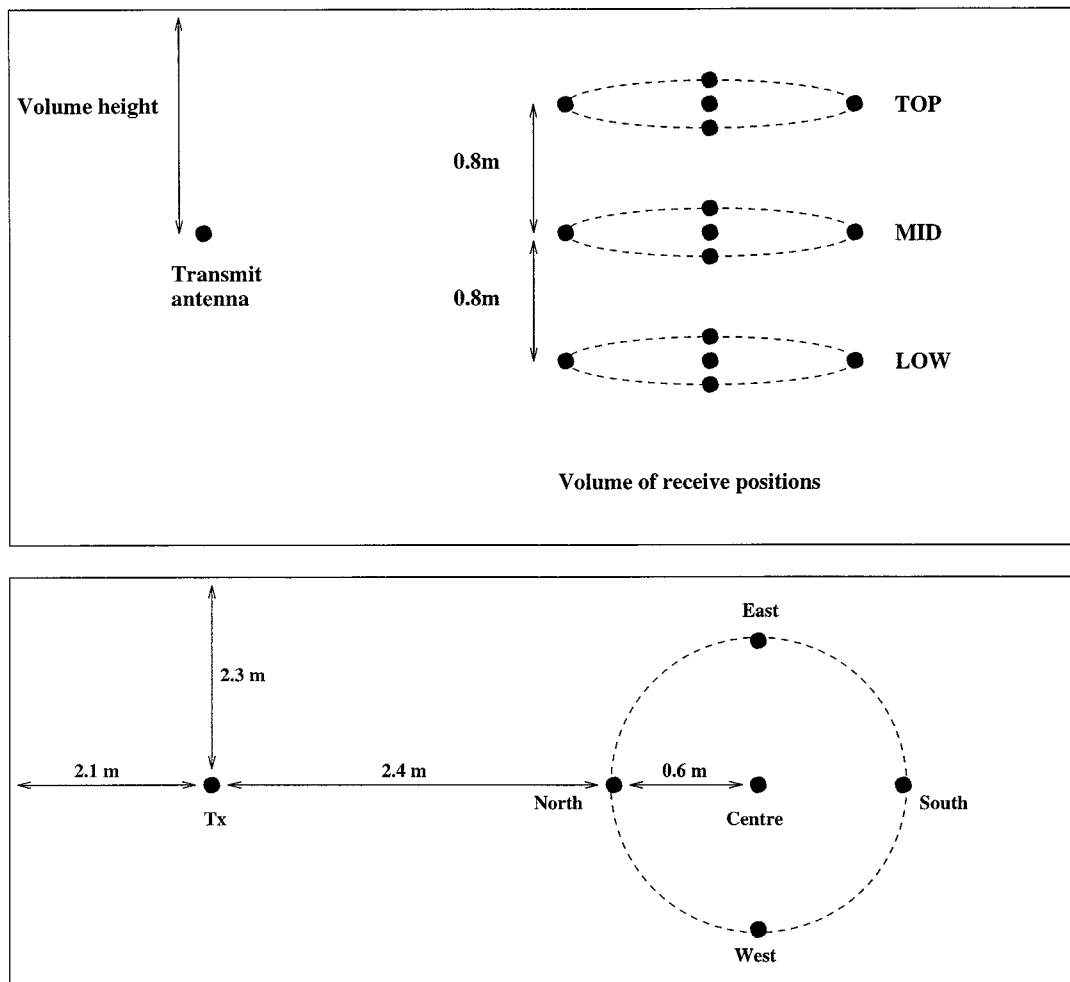 Volume height
TOP
0.8m
MID
Transmit
antenna
0.8m
LOW
Volume of receive positions
East
2.3 m
2.1 m
2.4 m
0.6 m
North
South
Tx
Centre
West